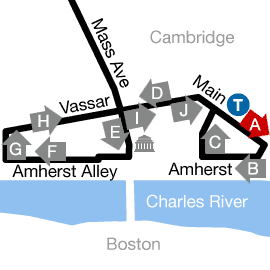 Cambridge
Mass Ave
Main
D
T
Vassar
J
A
H
I
E
C
G
F
Amherst
B
Amherst Alley
Charles River
Boston